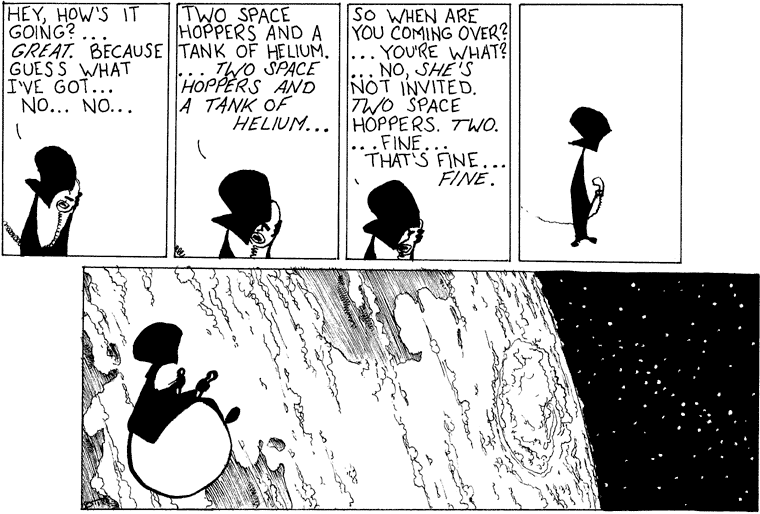 HEY, HOW'S IT
GOING? ...
GREAT. BECAUSE
GUESS WHAT
I'VE GOT...
NO... NO...
TWO SPACE
HOPPERS AND A
TANK OF HELIUM.
... TWO SPACE
HOPPERS AND
A TANK OF
HELIUM...
SO WHEN ARE
YOU COMING OVER?
... YOU'RE WHAT?
... NO, SHE'S
NOT INVITED.
TWO SPACE
HOPPERS. TWO.
... FINE...
THAT'S FINE...
FINE.